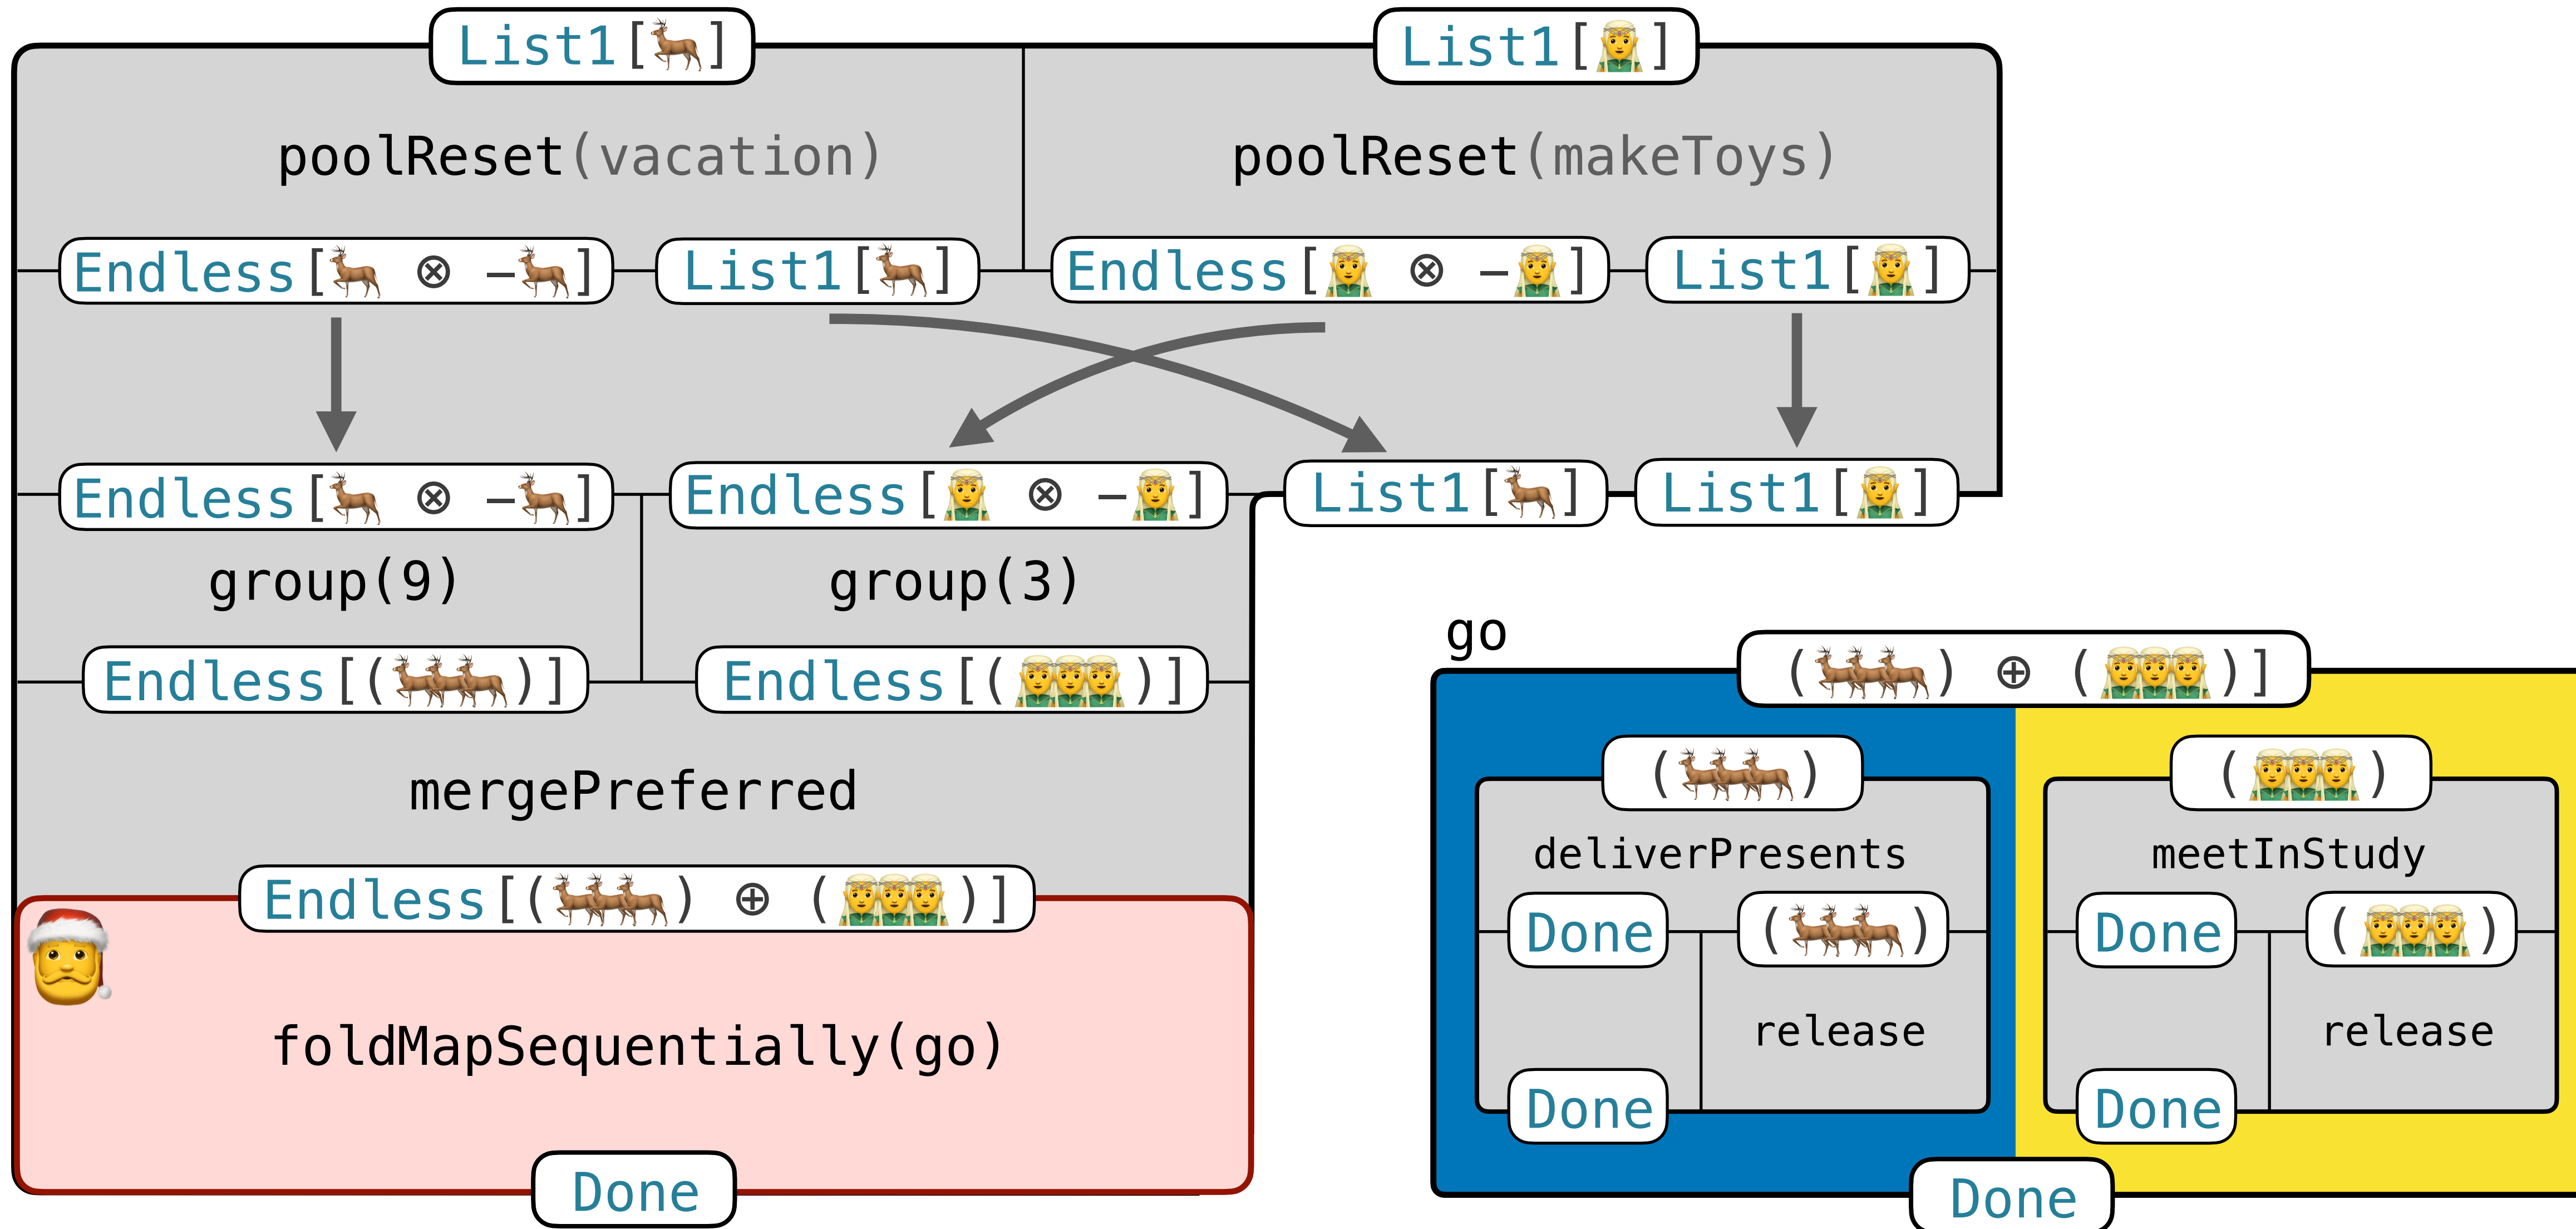 List1[🦌]
List1[🧝]
poolReset(vacation)
poolReset(makeToys)
Endless[🦌 ⊗ −🦌]
List1[🦌]
Endless[🧝 ⊗ −🧝]
List1[🧝]
Endless[🦌 ⊗ −🦌]
Endless[🧝 ⊗ −🧝]
List1[🦌]
List1[🧝]
group(9)
group(3)
Endless[(🦌🦌🦌)]
Endless[(🧝🧝🧝)]
mergePreferred
Endless[(🦌🦌🦌) ⊕ (🧝🧝🧝)]
foldMapSequentially(go)
Done
go
(🦌🦌🦌) ⊕ (🧝🧝🧝)]
(🦌🦌🦌)
(🧝🧝🧝)
deliverPresents
meetInStudy
Done
(🦌🦌🦌)
Done
(🧝🧝🧝)
release
release
Done
Done
Done